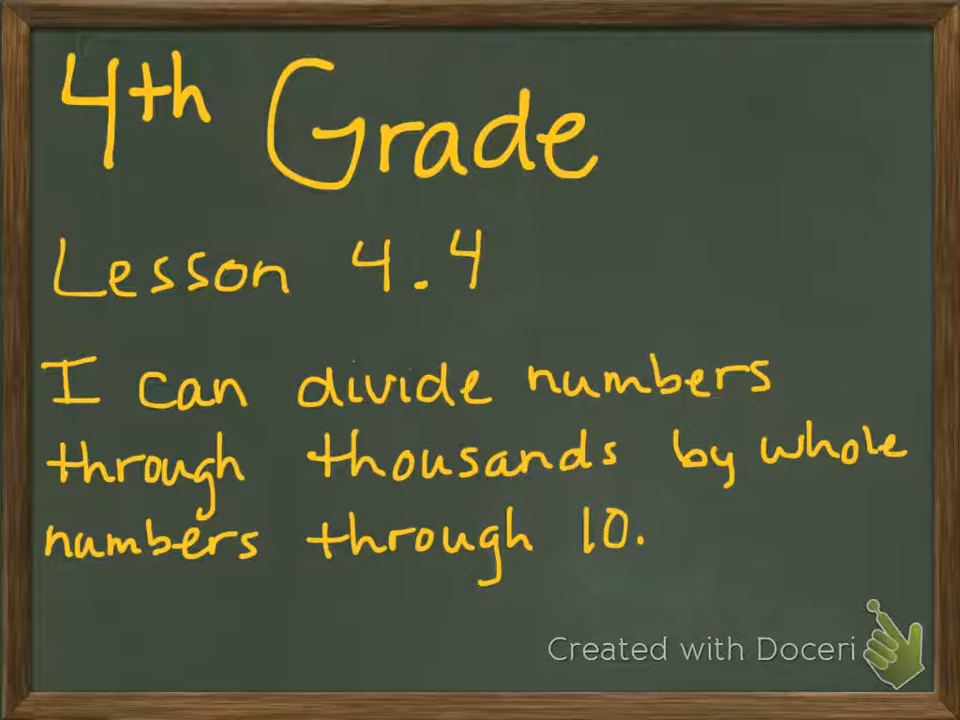 4th Grade
Lesson 4.4
I can divide numbers
through thousands by whole
numbers through 10.
Created with Doceri